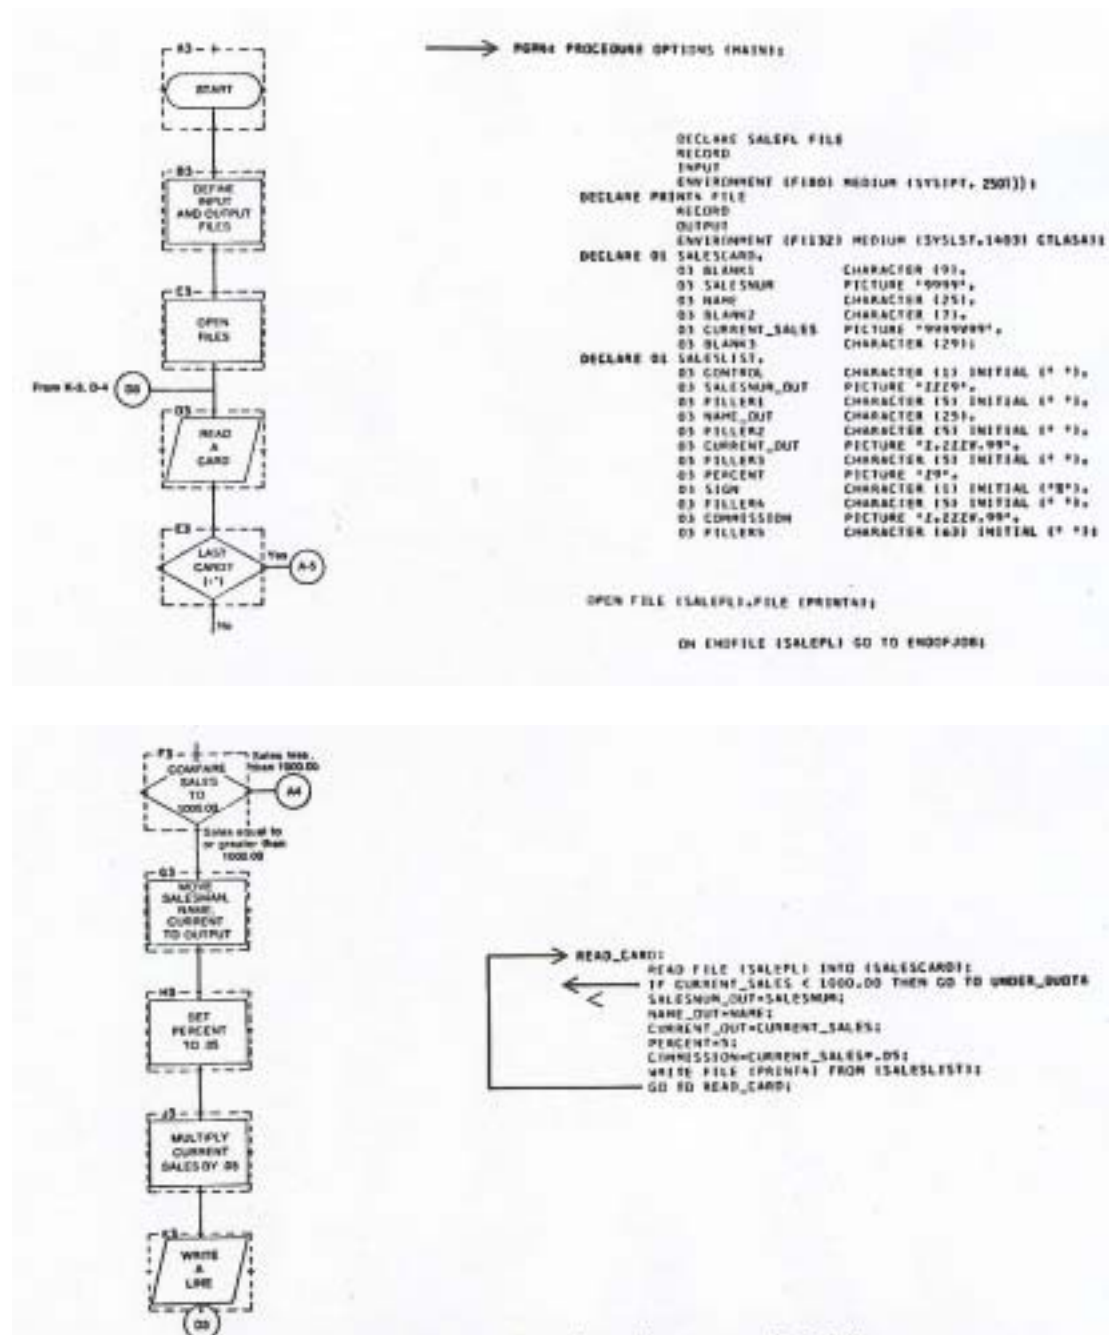 A3
START
B3
DEFINE
INPUT
AND OUTPUT
FILES
C3
OPEN
FILES
From K-3, D-4
D3
READ
A
CARD
E3
LAST
CARD?
Yes
A-5
No
PROCEDURE OPTIONS (MAIN);
DECLARE SALEFL FILE
RECORD
INPUT
ENVIRONMENT (F(80) MEDIUM (SYSIPT, 2501));
DECLARE PRINT4 FILE
RECORD
OUTPUT
ENVIRONMENT (F(132) MEDIUM (SYSLST,1403) CTLASA);
DECLARE 01 SALESCARD,
03 BLANK1 CHARACTER (9),
03 SALESNUM PICTURE '9999',
03 NAME CHARACTER (25),
03 BLANK2 CHARACTER (7),
03 CURRENT_SALES PICTURE '9999V99',
03 BLANK3 CHARACTER (29);
DECLARE 01 SALESLIST,
03 CONTROL CHARACTER (1) INITIAL (' '),
03 SALESNUM_OUT PICTURE 'ZZZ9',
03 FILLER1 CHARACTER (5) INITIAL (' '),
03 NAME_OUT CHARACTER (25),
03 FILLER2 CHARACTER (5) INITIAL (' '),
03 CURRENT_OUT PICTURE 'Z,ZZZV.99',
03 FILLER3 CHARACTER (5) INITIAL (' '),
03 PERCENT PICTURE 'Z9',
03 SIGN CHARACTER (1) INITIAL ('%'),
03 FILLER4 CHARACTER (5) INITIAL (' '),
03 COMMISSION PICTURE 'Z,ZZZV.99',
03 FILLER5 CHARACTER (63) INITIAL (' ');
OPEN FILE (SALEFL),FILE (PRINT4);
ON ENDFILE (SALEFL) GO TO ENDOFJOB;
F3
COMPARE
SALES
TO
1000.00
Sales less
than 1000.00
A4
Sales equal to
or greater than
1000.00
G3
MOVE
SALESMAN,
NAME,
CURRENT
TO OUTPUT
H3
SET
PERCENT
TO .05
J3
MULTIPLY
CURRENT
SALES BY .05
K3
WRITE
A
LINE
D3
READ_CARD:
READ FILE (SALEFL) INTO (SALESCARD);
IF CURRENT_SALES < 1000.00 THEN GO TO UNDER_QUOTA
<
SALESNUM_OUT=SALESNUM;
NAME_OUT=NAME;
CURRENT_OUT=CURRENT_SALES;
PERCENT=5;
COMMISSION=CURRENT_SALES*.05;
WRITE FILE (PRINT4) FROM (SALESLIST);
GO TO READ_CARD;